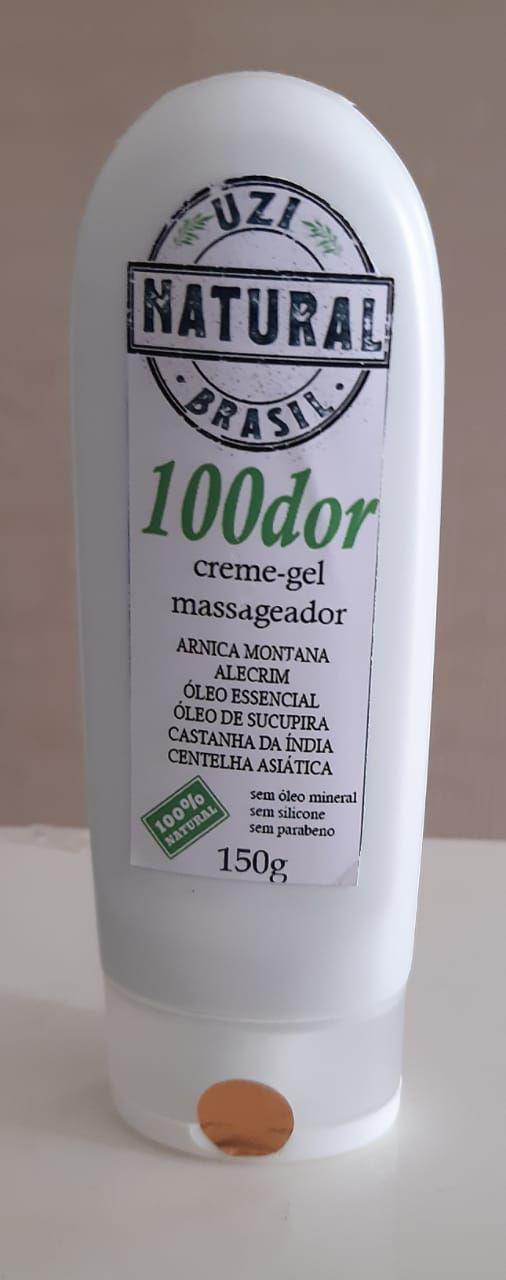 UZI
NATURAL
· BRASIL ·
100dor
creme-gel
massageador
ARNICA MONTANA
ALECRIM
ÓLEO ESSENCIAL
ÓLEO DE SUCUPIRA
CASTANHA DA ÍNDIA
CENTELHA ASIÁTICA
100%
NATURAL
sem óleo mineral
sem silicone
sem parabeno
150g